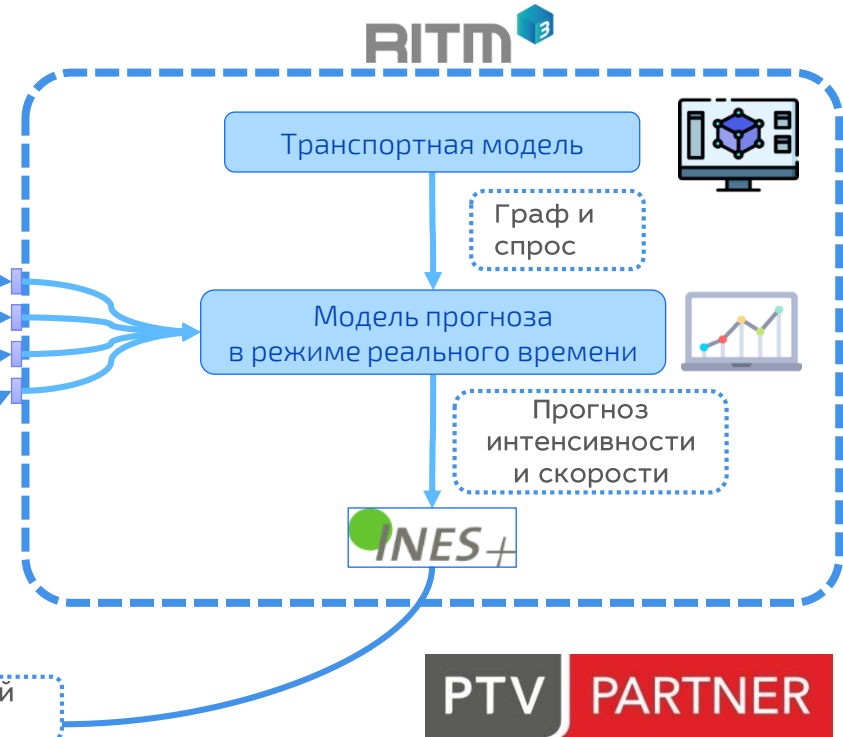 RITM 3
Транспортная модель
Граф и
спрос
Модель прогноза
в режиме реального времени
Прогноз
интенсивности
и скорости
INES+
й
PTV PARTNER